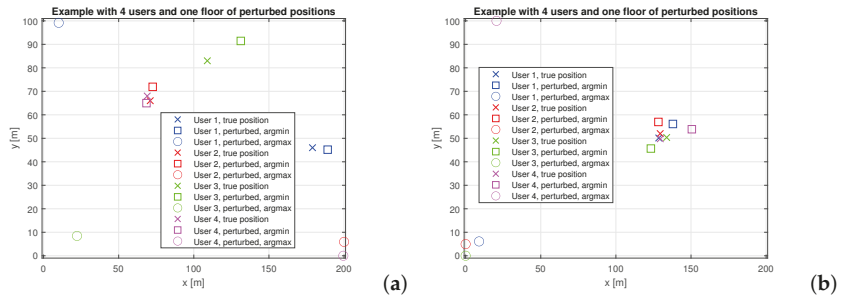 Example with 4 users and one floor of perturbed positions
100
90
80
70
60
50
40
30
20
10
0
y [m]
0
50
100
150
200
x [m]
User 1, true position
User 1, perturbed, argmin
User 1, perturbed, argmax
User 2, true position
User 2, perturbed, argmin
User 2, perturbed, argmax
User 3, true position
User 3, perturbed, argmin
User 3, perturbed, argmax
User 4, true position
User 4, perturbed, argmin
User 4, perturbed, argmax
(a)
Example with 4 users and one floor of perturbed positions
100
90
80
70
60
50
40
30
20
10
0
y [m]
0
50
100
150
200
x [m]
User 1, true position
User 1, perturbed, argmin
User 1, perturbed, argmax
User 2, true position
User 2, perturbed, argmin
User 2, perturbed, argmax
User 3, true position
User 3, perturbed, argmin
User 3, perturbed, argmax
User 4, true position
User 4, perturbed, argmin
User 4, perturbed, argmax
(b)